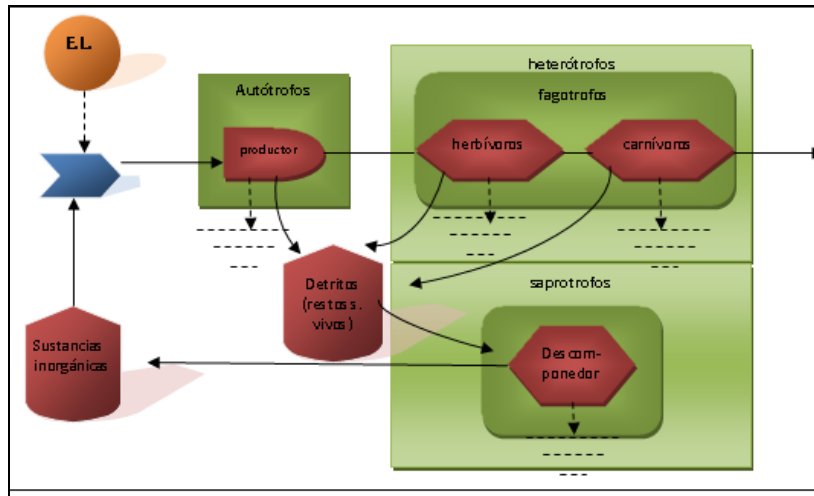 E.L.
heterótrofos
Autótrofos
fagotrofos
productor
herbívoros
carnívoros
Detritos
(restos s.
vivos)
saprotrofos
Sustancias
inorgánicas
Descom-
ponedor